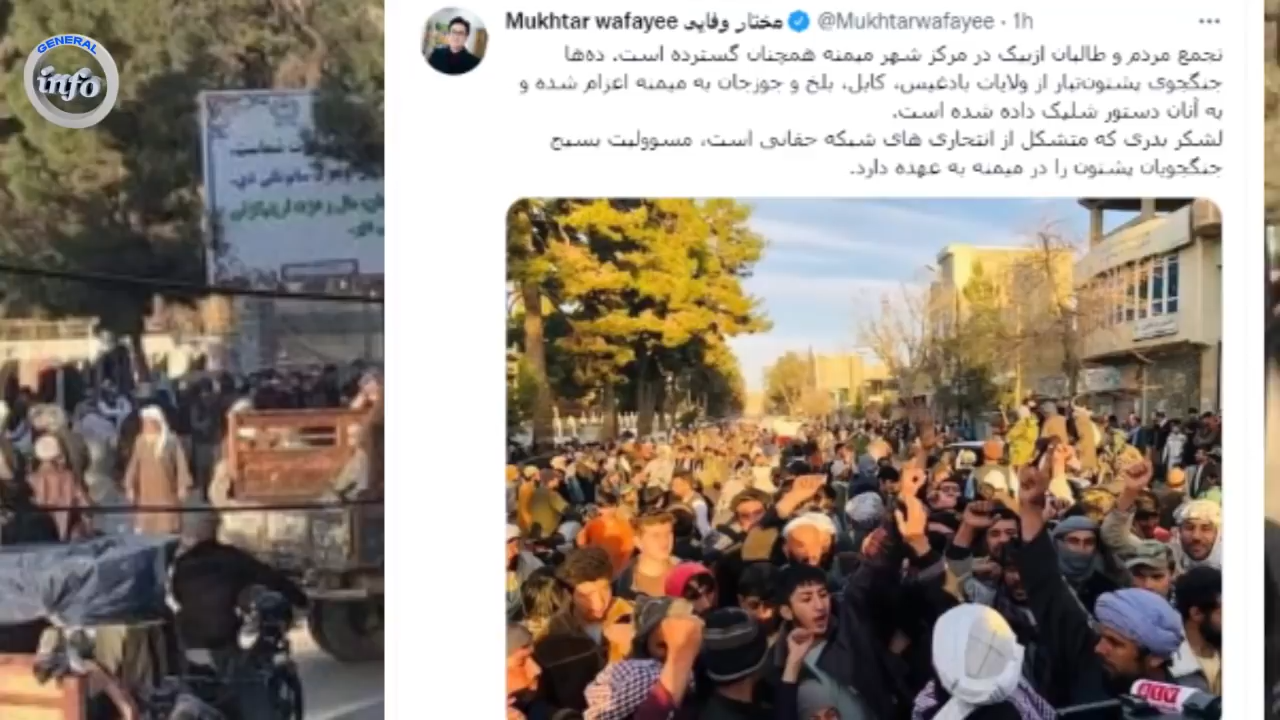 GENERAL
info
Mukhtar wafayee مختار وفایی @Mukhtarwafayee · 1h
تجمع مردم و طالبان ازبیک در مرکز شهر میمنه همچنان گسترده است. ده‌ها
جنگجوی پشتون‌تبار از ولایات بادغیس، کابل، بلخ و جوزجان به میمنه اعزام شده و
به آنان دستور شلیک داده شده است.
لشکر بدری که متشکل از انتحاری های شبکه حقانی است، مسوولیت بسیج
جنگجویان پشتون را در میمنه به عهده دارد.